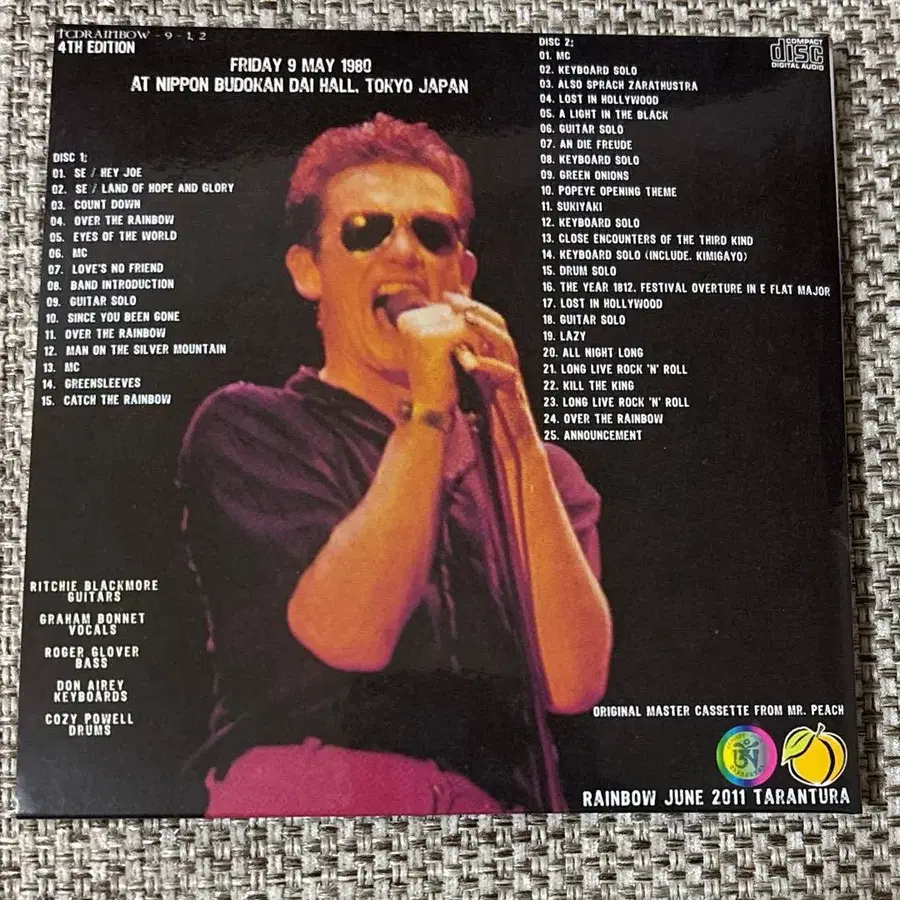 TCDRAINBOW - 9 - 1, 2
4TH EDITION
FRIDAY 9 MAY 1980
AT NIPPON BUDOKAN DAI HALL, TOKYO JAPAN
DISC 1;
01. SE / HEY JOE
02. SE / LAND OF HOPE AND GLORY
03. COUNT DOWN
04. OVER THE RAINBOW
05. EYES OF THE WORLD
06. MC
07. LOVE'S NO FRIEND
08. BAND INTRODUCTION
09. GUITAR SOLO
10. SINCE YOU BEEN GONE
11. OVER THE RAINBOW
12. MAN ON THE SILVER MOUNTAIN
13. MC
14. GREENSLEEVES
15. CATCH THE RAINBOW
DISC 2;
01. MC
02. KEYBOARD SOLO
03. ALSO SPRACH ZARATHUSTRA
04. LOST IN HOLLYWOOD
05. A LIGHT IN THE BLACK
06. GUITAR SOLO
07. AN DIE FREUDE
08. KEYBOARD SOLO
09. GREEN ONIONS
10. POPEYE OPENING THEME
11. SUKIYAKI
12. KEYBOARD SOLO
13. CLOSE ENCOUNTERS OF THE THIRD KIND
14. KEYBOARD SOLO (INCLUDE. KIMIGAYO)
15. DRUM SOLO
16. THE YEAR 1812, FESTIVAL OVERTURE IN E FLAT MAJOR
17. LOST IN HOLLYWOOD
18. GUITAR SOLO
19. LAZY
20. ALL NIGHT LONG
21. LONG LIVE ROCK 'N' ROLL
22. KILL THE KING
23. LONG LIVE ROCK 'N' ROLL
24. OVER THE RAINBOW
25. ANNOUNCEMENT
COMPACT
disc
DIGITAL AUDIO
RITCHIE BLACKMORE
GUITARS
GRAHAM BONNET
VOCALS
ROGER GLOVER
BASS
DON AIREY
KEYBOARDS
COZY POWELL
DRUMS
ORIGINAL MASTER CASSETTE FROM MR. PEACH
RAINBOW JUNE 2011 TARANTURA